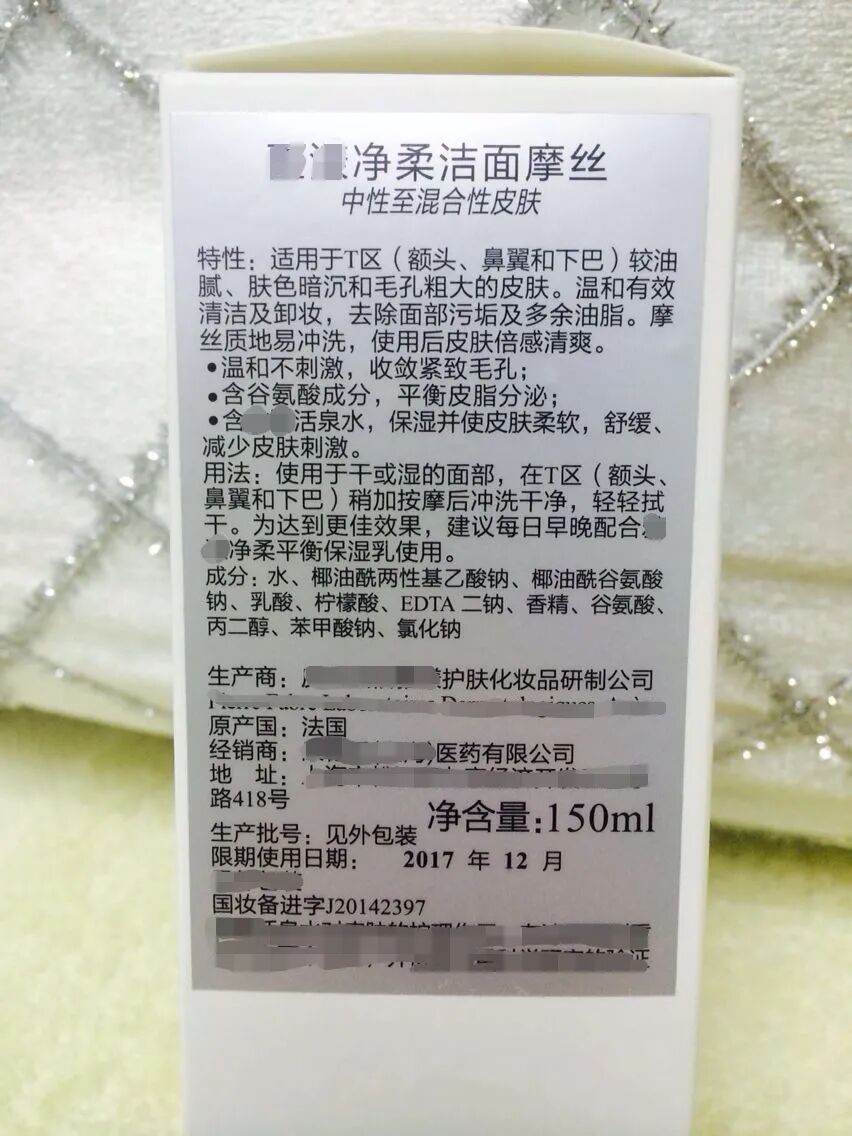 净柔洁面摩丝
中性至混合性皮肤
特性：适用于T区（额头、鼻翼和下巴）较油
腻、肤色暗沉和毛孔粗大的皮肤。温和有效
清洁及卸妆，去除面部污垢及多余油脂。摩
丝质地易冲洗，使用后皮肤倍感清爽。
•温和不刺激，收敛紧致毛孔；
•含谷氨酸成分，平衡皮脂分泌；
•含活泉水，保湿并使皮肤柔软，舒缓、
减少皮肤刺激。
用法：使用于干或湿的面部，在T区（额头、
鼻翼和下巴）稍加按摩后冲洗干净，轻轻拭
干。为达到更佳效果，建议每日早晚配合
净柔平衡保湿乳使用。
成分：水、椰油酰两性基乙酸钠、椰油酰谷氨酸
钠、乳酸、柠檬酸、EDTA 二钠、香精、谷氨酸、
丙二醇、苯甲酸钠、氯化钠
生产商：护肤化妆品研制公司
原产国：法国
经销商：医药有限公司
地 址：
路418号
净含量:150ml
生产批号：见外包装
限期使用日期： 2017 年 12 月
国妆备进字J20142397